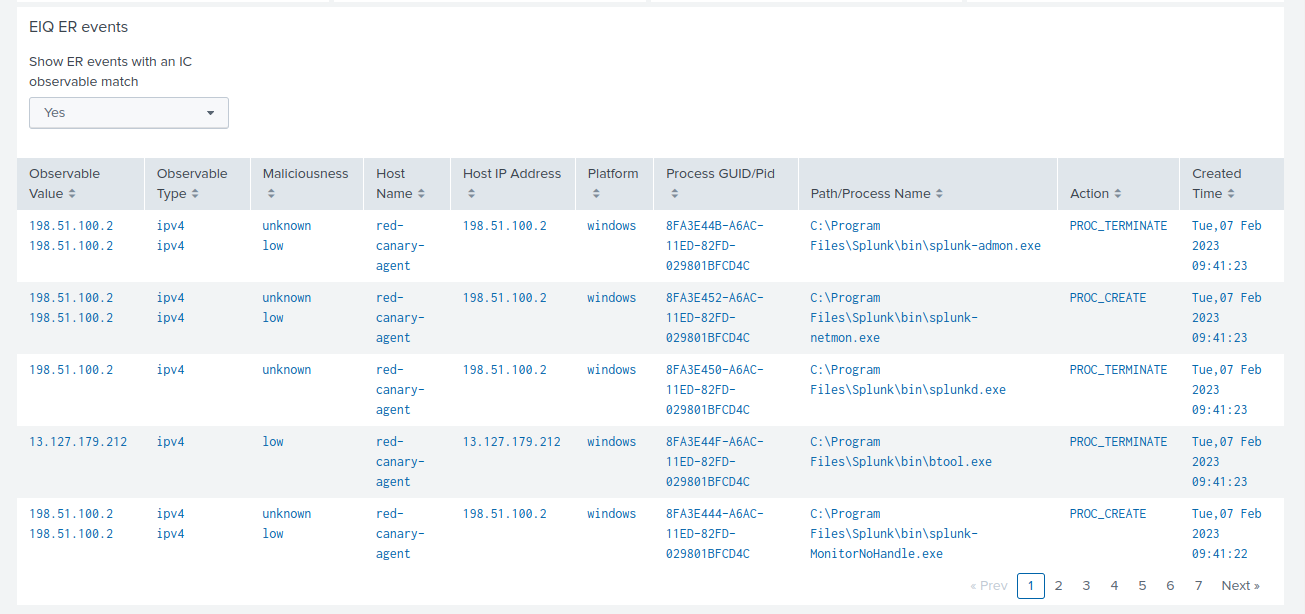 EIQ ER events
Show ER events with an IC
observable match
Yes
Observable Value
Observable Type
Maliciousness
Host Name
Host IP Address
Platform
Process GUID/Pid
Path/Process Name
Action
Created Time
198.51.100.2 ipv4 unknown red- 198.51.100.2 windows 8FA3E44B-A6AC- C:\Program PROC_TERMINATE Tue,07 Feb
198.51.100.2 ipv4 low canary- 11ED-82FD- Files\Splunk\bin\splunk-admon.exe 2023
agent 029801BFCD4C 09:41:23
198.51.100.2 ipv4 unknown red- 198.51.100.2 windows 8FA3E452-A6AC- C:\Program PROC_CREATE Tue,07 Feb
198.51.100.2 ipv4 low canary- 11ED-82FD- Files\Splunk\bin\splunk- 2023
agent 029801BFCD4C netmon.exe 09:41:23
198.51.100.2 ipv4 unknown red- 198.51.100.2 windows 8FA3E450-A6AC- C:\Program PROC_TERMINATE Tue,07 Feb
canary- 11ED-82FD- Files\Splunk\bin\splunkd.exe 2023
agent 029801BFCD4C 09:41:23
13.127.179.212 ipv4 low red- 13.127.179.212 windows 8FA3E44F-A6AC- C:\Program PROC_TERMINATE Tue,07 Feb
canary- 11ED-82FD- Files\Splunk\bin\btool.exe 2023
agent 029801BFCD4C 09:41:23
198.51.100.2 ipv4 unknown red- 198.51.100.2 windows 8FA3E444-A6AC- C:\Program PROC_CREATE Tue,07 Feb
198.51.100.2 ipv4 low canary- 11ED-82FD- Files\Splunk\bin\splunk- 2023
agent 029801BFCD4C MonitorNoHandle.exe 09:41:22
« Prev 1 2 3 4 5 6 7 Next »